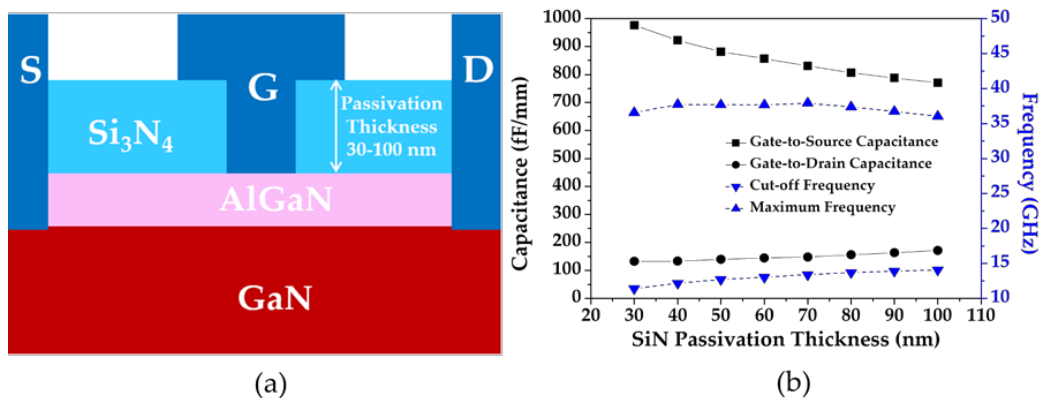 S
G
D
Si₃N₄
Passivation
Thickness
30-100 nm
AlGaN
GaN
(a)
Capacitance (fF/mm)
1000
900
800
700
600
500
400
300
200
100
0
Gate-to-Source Capacitance
Gate-to-Drain Capacitance
Cut-off Frequency
Maximum Frequency
50
45
40
35
30
25
20
15
10
Frequency (GHz)
20 30 40 50 60 70 80 90 100 110
SiN Passivation Thickness (nm)
(b)